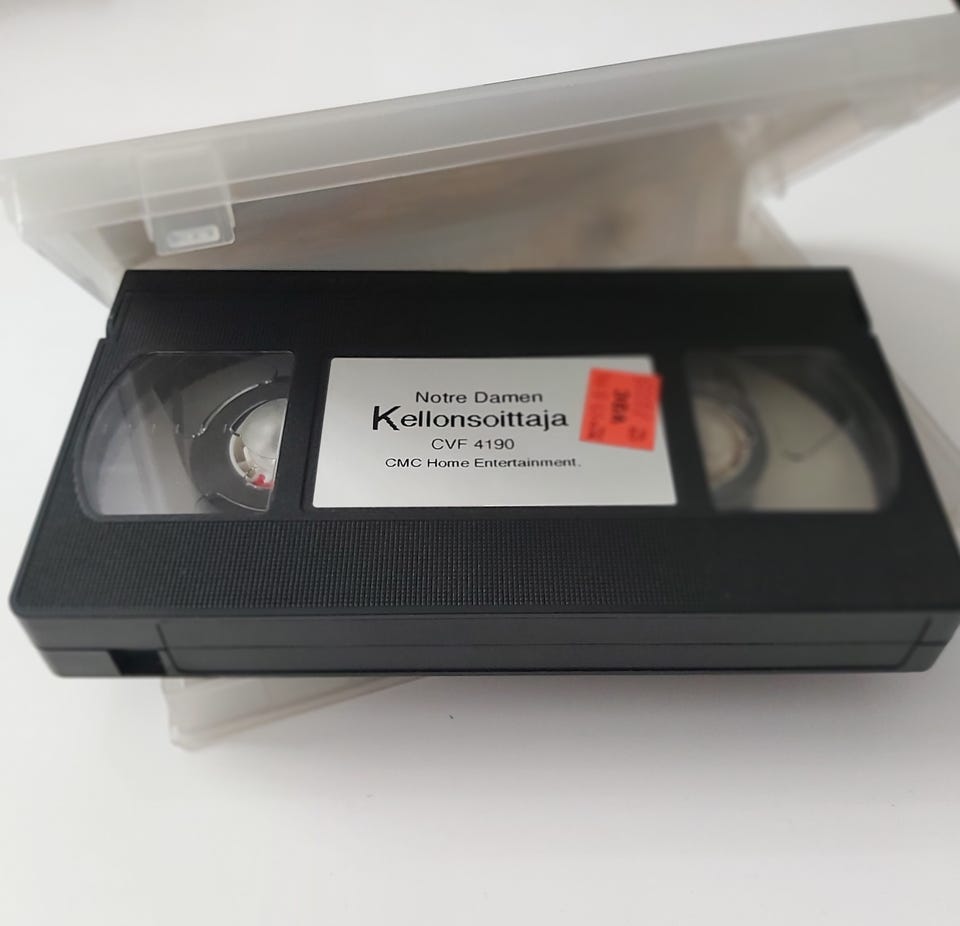 Notre Damen
Kellonsoittaja
CVF 4190
CMC Home Entertainment.